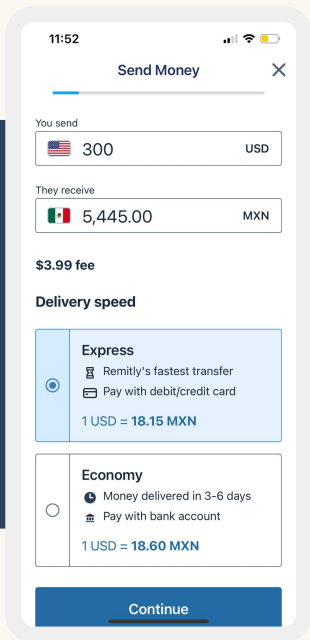 11:52
Send Money
You send
300 USD
They receive
5,445.00 MXN
$3.99 fee
Delivery speed
Express
Remitly's fastest transfer
Pay with debit/credit card
1 USD = 18.15 MXN
Economy
Money delivered in 3-6 days
Pay with bank account
1 USD = 18.60 MXN
Continue